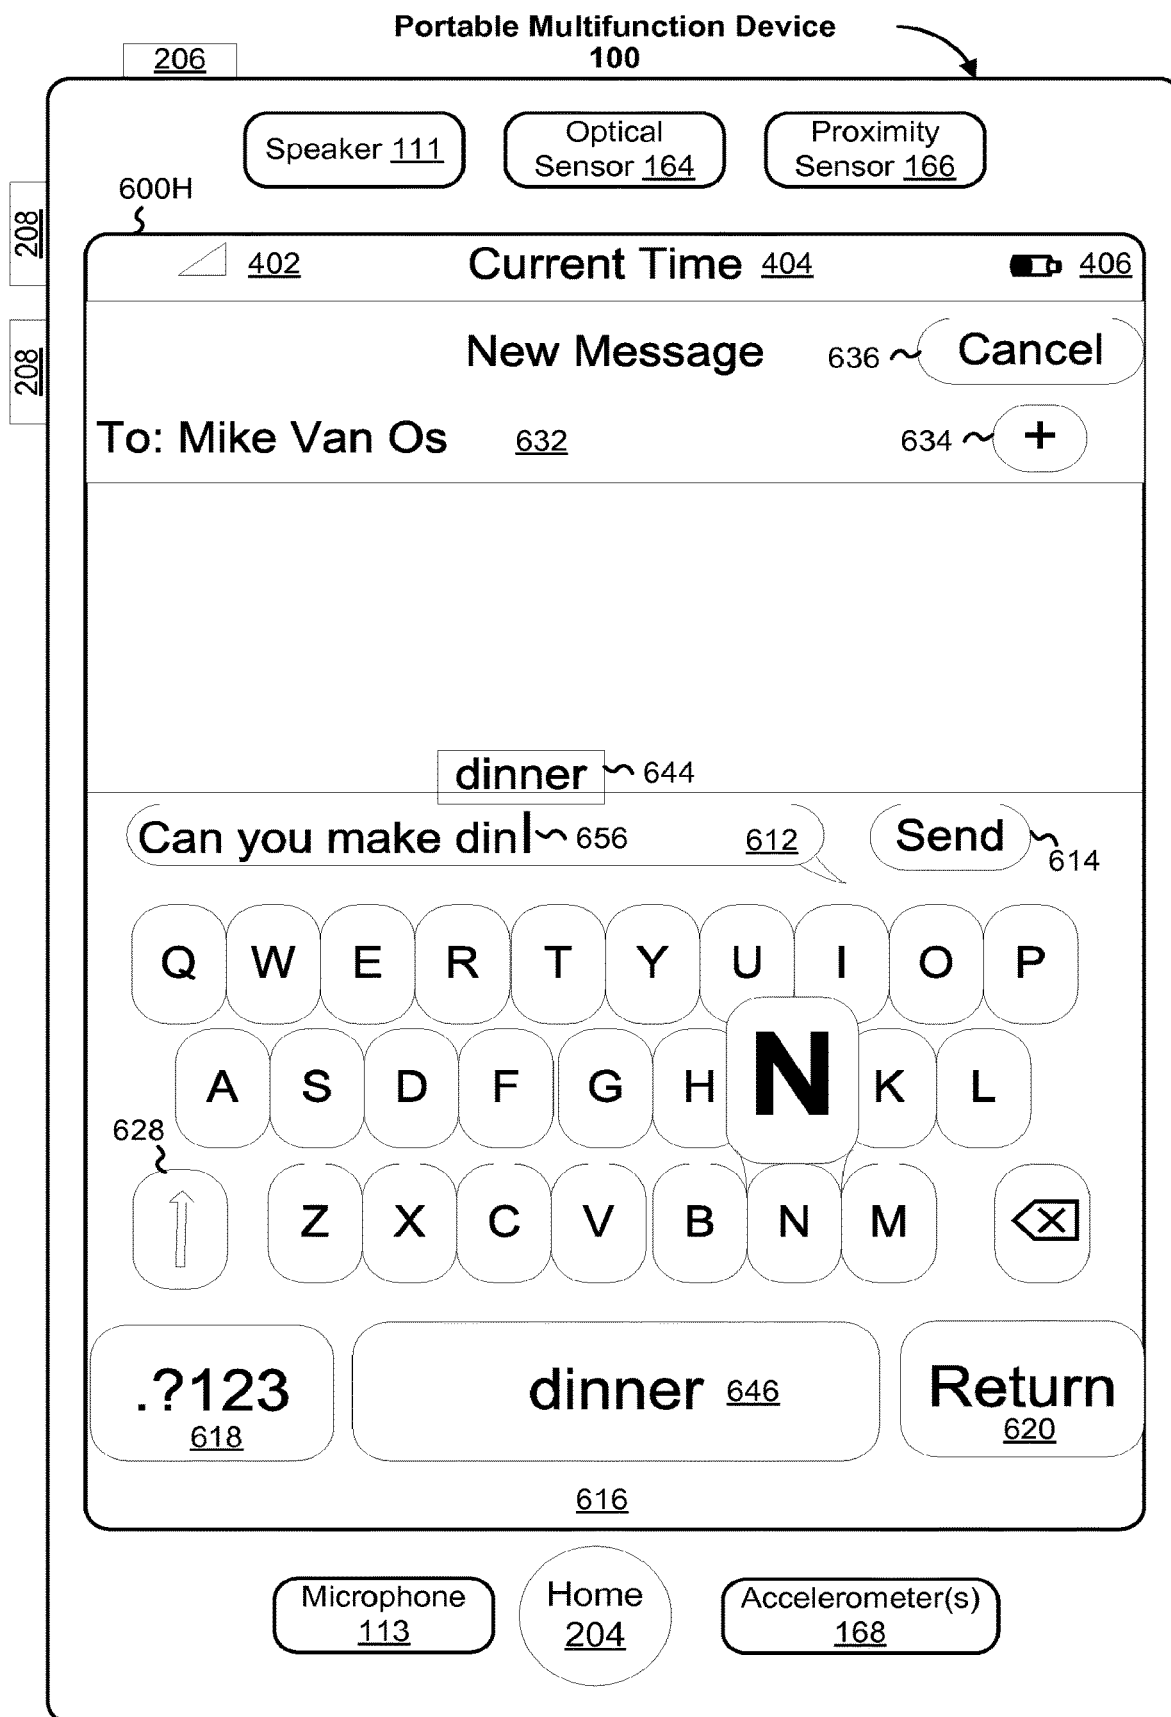 Portable Multifunction Device
100
206
Speaker 111
Optical
Sensor 164
Proximity
Sensor 166
600H
208
208
402
Current Time 404
406
New Message
636
Cancel
To: Mike Van Os 632
634
+
dinner
644
Can you make din
656
612
Send
614
Q W E R T Y U I O P
A S D F G H N K L
628
Z X C V B N M
.?123
618
dinner 646
Return
620
616
Microphone
113
Home
204
Accelerometer(s)
168